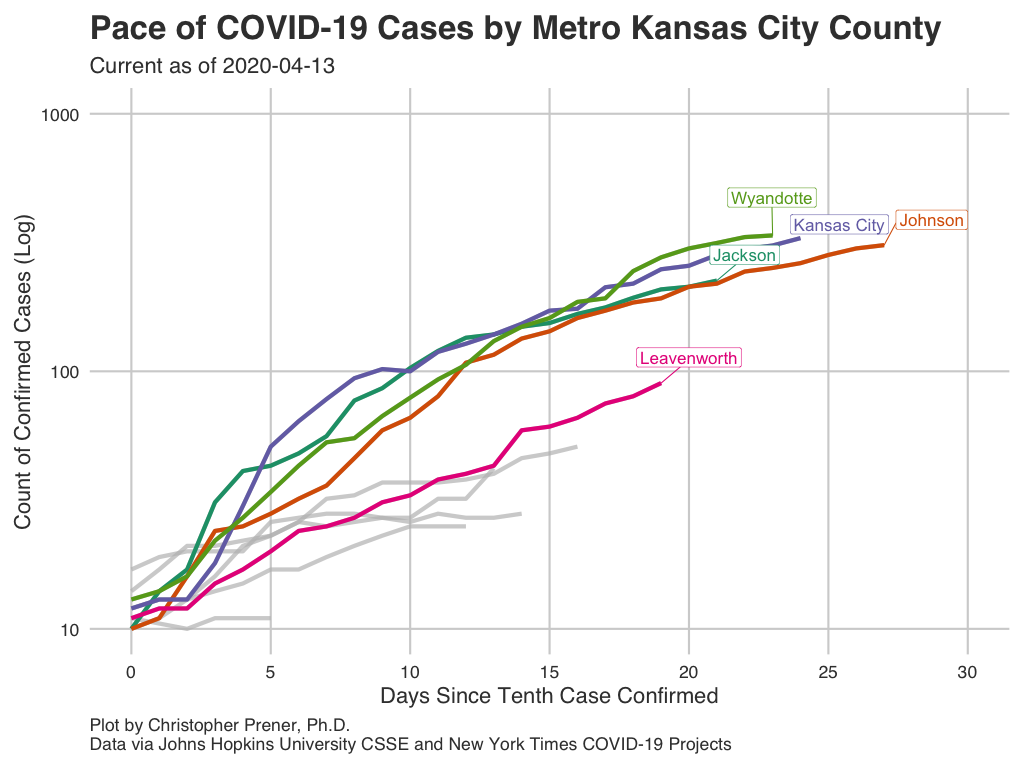 Pace of COVID-19 Cases by Metro Kansas City County
Current as of 2020-04-13
Count of Confirmed Cases (Log)
1000
100
10
Wyandotte
Kansas City
Johnson
Jackson
Leavenworth
0 5 10 15 20 25 30
Days Since Tenth Case Confirmed
Plot by Christopher Prener, Ph.D.
Data via Johns Hopkins University CSSE and New York Times COVID-19 Projects